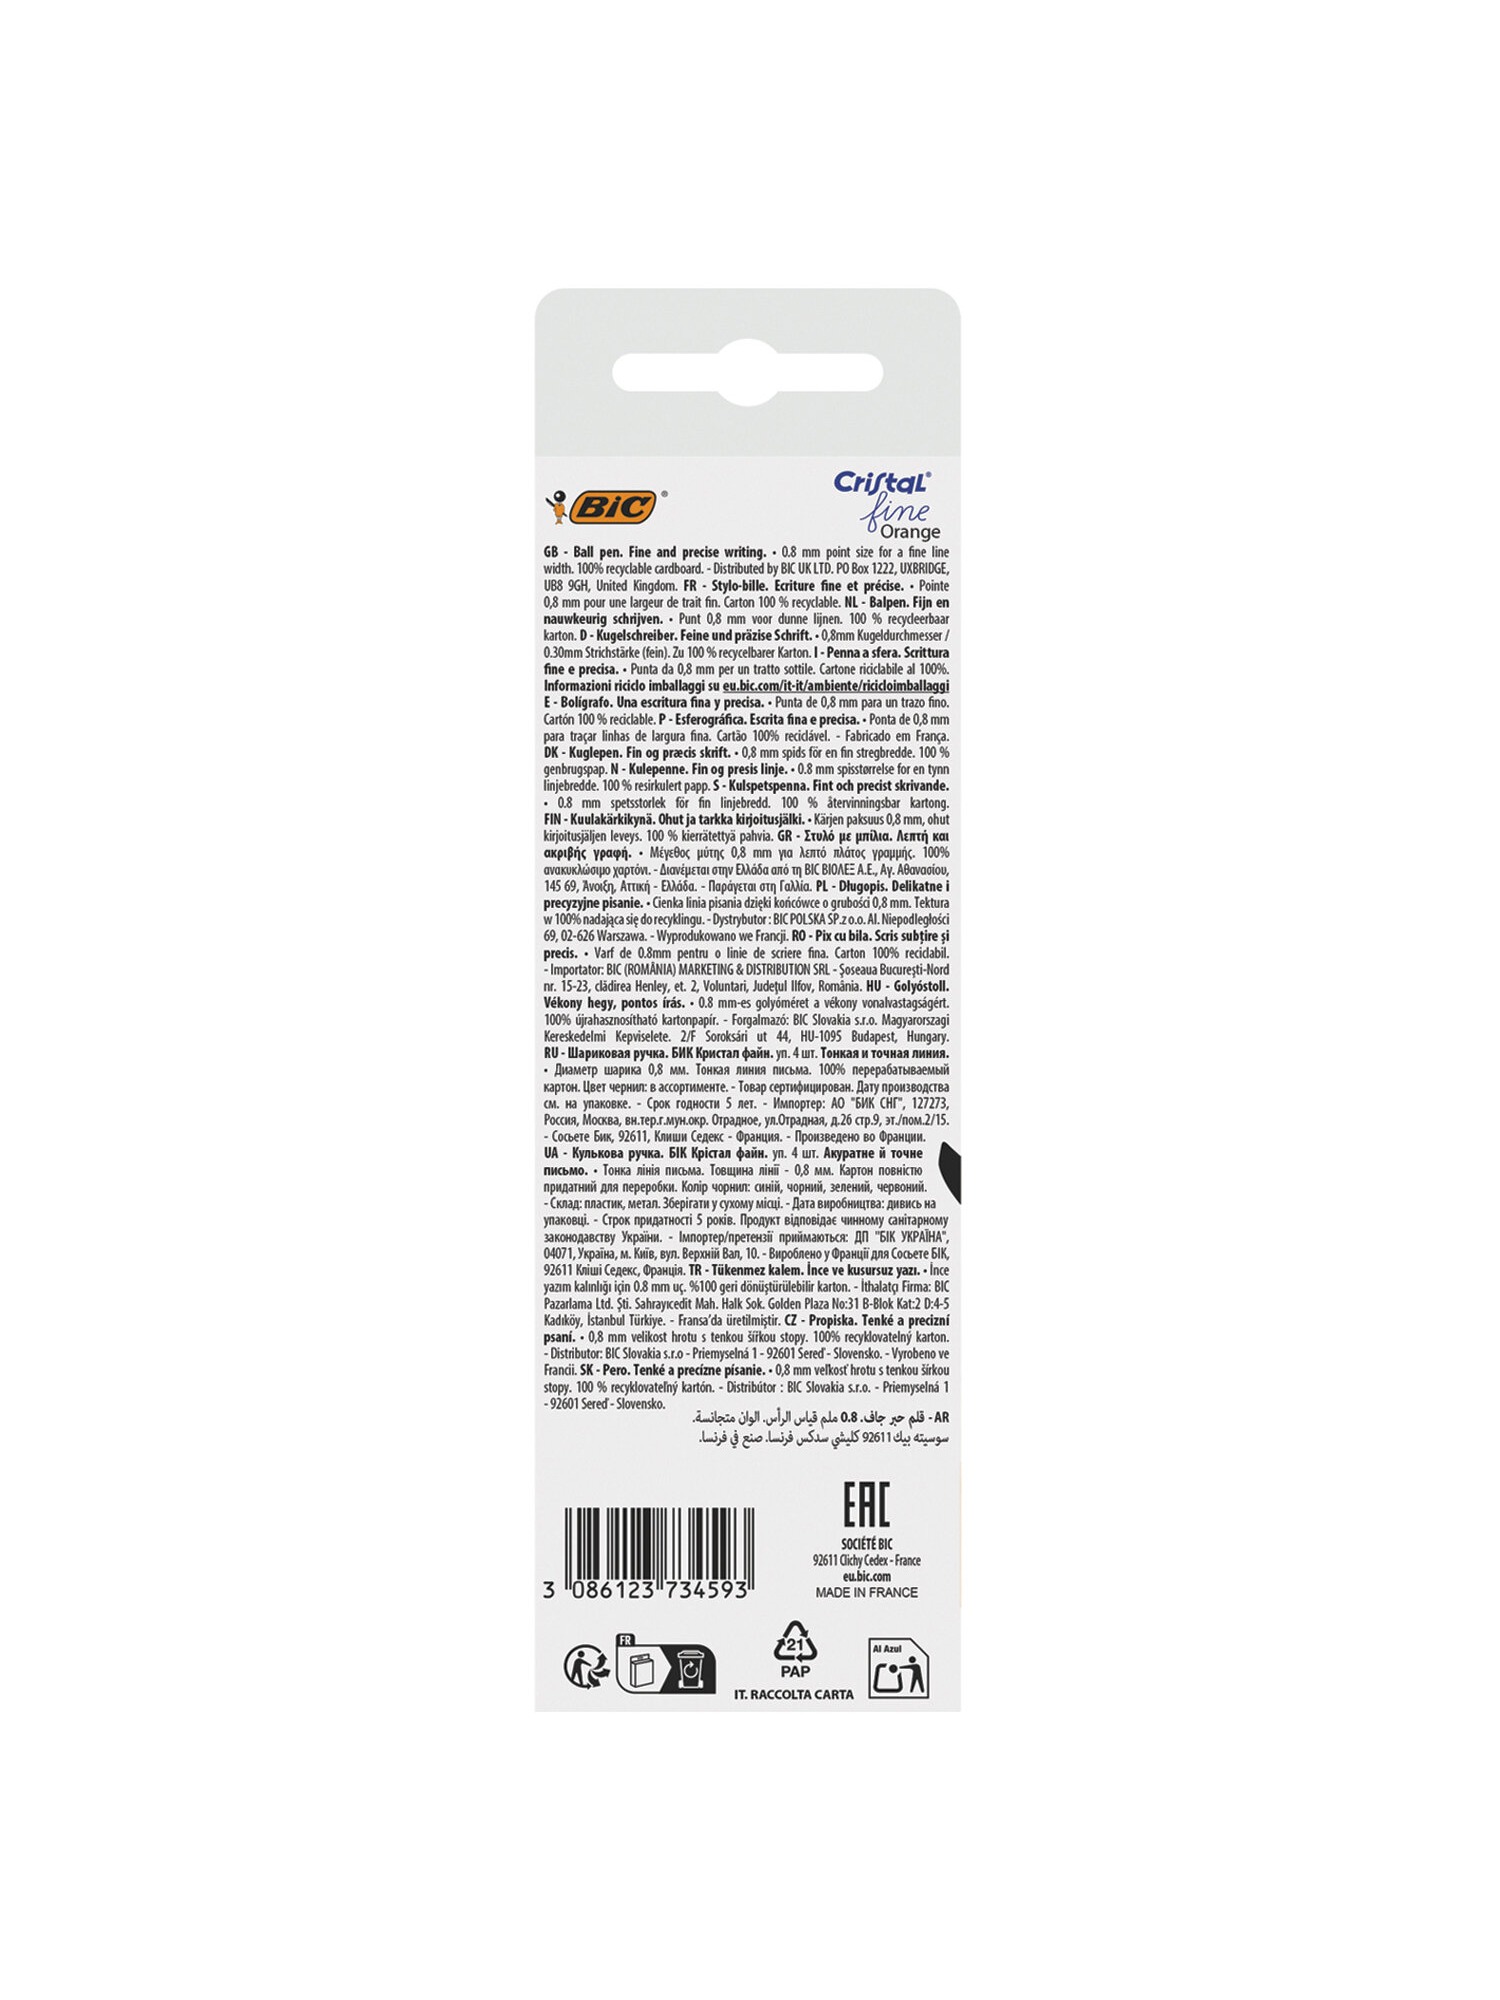 BiC®
Cristal®
fine
Orange
GB - Ball pen. Fine and precise writing. • 0.8 mm point size for a fine line
width. 100% recyclable cardboard. - Distributed by BIC UK LTD. PO Box 1222, UXBRIDGE,
UB8 9GH, United Kingdom. FR - Stylo-bille. Ecriture fine et précise. • Pointe
0,8 mm pour une largeur de trait fin. Carton 100 % recyclable. NL - Balpen. Fijn en
nauwkeurig schrijven. • Punt 0,8 mm voor dunne lijnen. 100 % recycleerbaar
karton. D - Kugelschreiber. Feine und präzise Schrift. • 0,8mm Kugeldurchmesser /
0.30mm Strichstärke (fein). Zu 100 % recycelbarer Karton. I - Penna a sfera. Scrittura
fine e precisa. • Punta da 0,8 mm per un tratto sottile. Cartone riciclabile al 100%.
Informazioni riciclo imballaggi su eu.bic.com/it-it/ambiente/ricicloimballaggi
E - Bolígrafo. Una escritura fina y precisa. • Punta de 0,8 mm para un trazo fino.
Cartón 100 % reciclable. P - Esferográfica. Escrita fina e precisa. • Ponta de 0,8 mm
para traçar linhas de largura fina. Cartão 100% reciclável. - Fabricado em França.
DK - Kuglepen. Fin og præcis skrift. • 0,8 mm spids för en fin stregbredde. 100 %
genbrugspap. N - Kulepenne. Fin og presis linje. • 0.8 mm spisstørrelse for en tynn
linjebredde. 100 % resirkulert papp. S - Kulspetspenna. Fint och precist skrivande.
• 0.8 mm spetsstorlek för fin linjebredd. 100 % återvinningsbar kartong.
FIN - Kuulakärkikynä. Ohut ja tarkka kirjoitusjälki. • Kärjen paksuus 0,8 mm, ohut
kirjoitusjäljen leveys. 100 % kierrätettyä pahvia. GR - Στυλό με μπίλια. Λεπτή και
ακριβής γραφή. • Μέγεθος μύτης 0,8 mm για λεπτό πλάτος γραμμής. 100%
ανακυκλώσιμο χαρτόνι. - Διανέμεται στην Ελλάδα από τη BIC ΒΙΟΛΕΞ Α.Ε., Αγ. Αθανασίου,
145 69, Άνοιξη, Αττική - Ελλάδα. - Παράγεται στη Γαλλία. PL - Długopis. Delikatne i
precyzyjne pisanie. • Cienka linia pisania dzięki końcówce o grubości 0,8 mm. Tektura
w 100% nadająca się do recyklingu. - Dystrybutor : BIC POLSKA SP.z o.o. Al. Niepodległości
69, 02-626 Warszawa. - Wyprodukowano we Francji. RO - Pix cu bila. Scris subțire și
precis. • Varf de 0.8mm pentru o linie de scriere fina. Carton 100% reciclabil.
- Importator: BIC (ROMÂNIA) MARKETING & DISTRIBUTION SRL - Șoseaua București-Nord
nr. 15-23, clădirea Henley, et. 2, Voluntari, Județul Ilfov, România. HU - Golyóstoll.
Vékony hegy, pontos írás. • 0.8 mm-es golyóméret a vékony vonalvastagságért.
100% újrahasznosítható kartonpapír. - Forgalmazó: BIC Slovakia s.r.o. Magyarorszagi
Kereskedelmi Kepviselete. 2/F Soroksári ut 44, HU-1095 Budapest, Hungary.
RU - Шариковая ручка. БИК Кристал файн. уп. 4 шт. Тонкая и точная линия.
• Диаметр шарика 0,8 мм. Тонкая линия письма. 100% перерабатываемый
картон. Цвет чернил: в ассортименте. - Товар сертифицирован. Дату производства
см. на упаковке. - Срок годности 5 лет. - Импортер: АО "БИК СНГ", 127273,
Россия, Москва, вн.тер.г.мун.окр. Отрадное, ул.Отрадная, д.2б стр.9, эт./пом.2/15.
- Сосьете Бик, 92611, Клиши Седекс - Франция. - Произведено во Франции.
UA - Кулькова ручка. БІК Крістал файн. уп. 4 шт. Акуратне й точне
письмо. • Тонка лінія письма. Товщина лінії - 0,8 мм. Картон повністю
придатний для переробки. Колір чорнил: синій, чорний, зелений, червоний.
- Склад: пластик, метал. Зберігати у сухому місці. - Дата виробництва: дивись на
упаковці. - Строк придатності 5 років. Продукт відповідає чинному санітарному
законодавству України. - Імпортер/претензії приймаються: ДП "БІК УКРАЇНА",
04071, Україна, м. Київ, вул. Верхній Вал, 10. - Вироблено у Франції для Сосьете БІК,
92611 Кліші Седекс, Франція. TR - Tükenmez kalem. İnce ve kusursuz yazı. • İnce
yazım kalınlığı için 0.8 mm uç. %100 geri dönüştürülebilir karton. - İthalatçı Firma: BIC
Pazarlama Ltd. Şti. Sahrayıcedit Mah. Halk Sok. Golden Plaza No:31 B-Blok Kat:2 D:4-5
Kadıköy, İstanbul Türkiye. - Fransa'da üretilmiştir. CZ - Propiska. Tenké a precizní
psaní. • 0,8 mm velikost hrotu s tenkou šířkou stopy. 100% recyklovatelný karton.
- Distributor: BIC Slovakia s.r.o - Priemyselná 1 - 92601 Sereď - Slovensko. - Vyrobeno ve
Francii. SK - Pero. Tenké a precízne písanie. • 0,8 mm veľkosť hrotu s tenkou šírkou
stopy. 100 % recyklovateľný kartón. - Distribútor : BIC Slovakia s.r.o. - Priemyselná 1
- 92601 Sereď - Slovensko.
AR - قلم حبر جاف. 0.8 ملم قياس الرأس. الوان متجانسة.
سوسيته بيك 92611 كليشي سدكس فرنسا. صنع في فرنسا.
EAC
SOCIÉTÉ BIC
92611 Clichy Cedex - France
eu.bic.com
MADE IN FRANCE
3 086123 734593
FR
21
PAP
IT. RACCOLTA CARTA
Al Azul